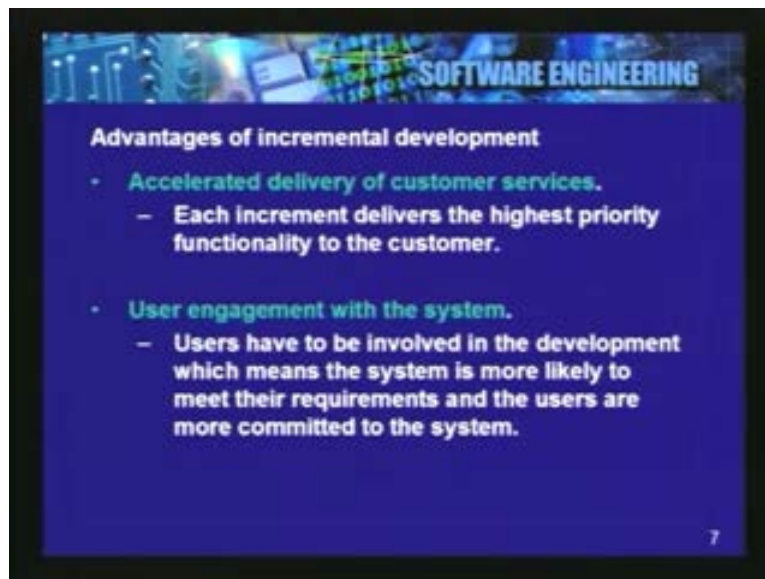 SOFTWARE ENGINEERING
Advantages of incremental development
• Accelerated delivery of customer services.
– Each increment delivers the highest priority
functionality to the customer.
• User engagement with the system.
– Users have to be involved in the development
which means the system is more likely to
meet their requirements and the users are
more committed to the system.
7